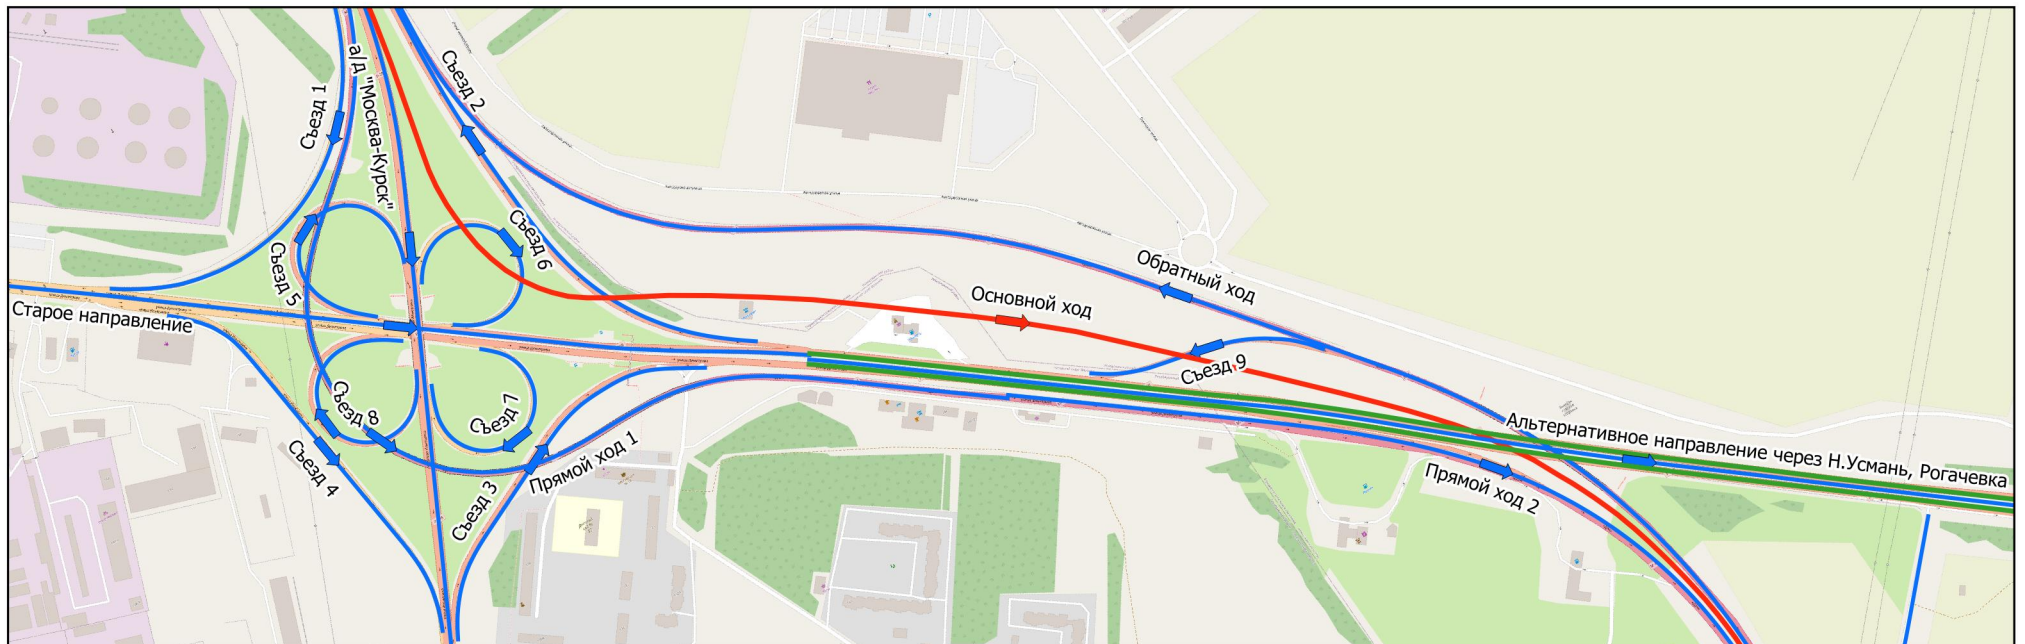 Съезд 1
а/д "Москва-Курск"
Съезд 2
Съезд 6
Съезд 5
Старое направление
Обратный ход
Основной ход
Съезд 9
Съезд 8
Съезд 7
Съезд 4
Съезд 3
Прямой ход 1
Альтернативное направление через Н.Усмань, Рогачевка
Прямой ход 2